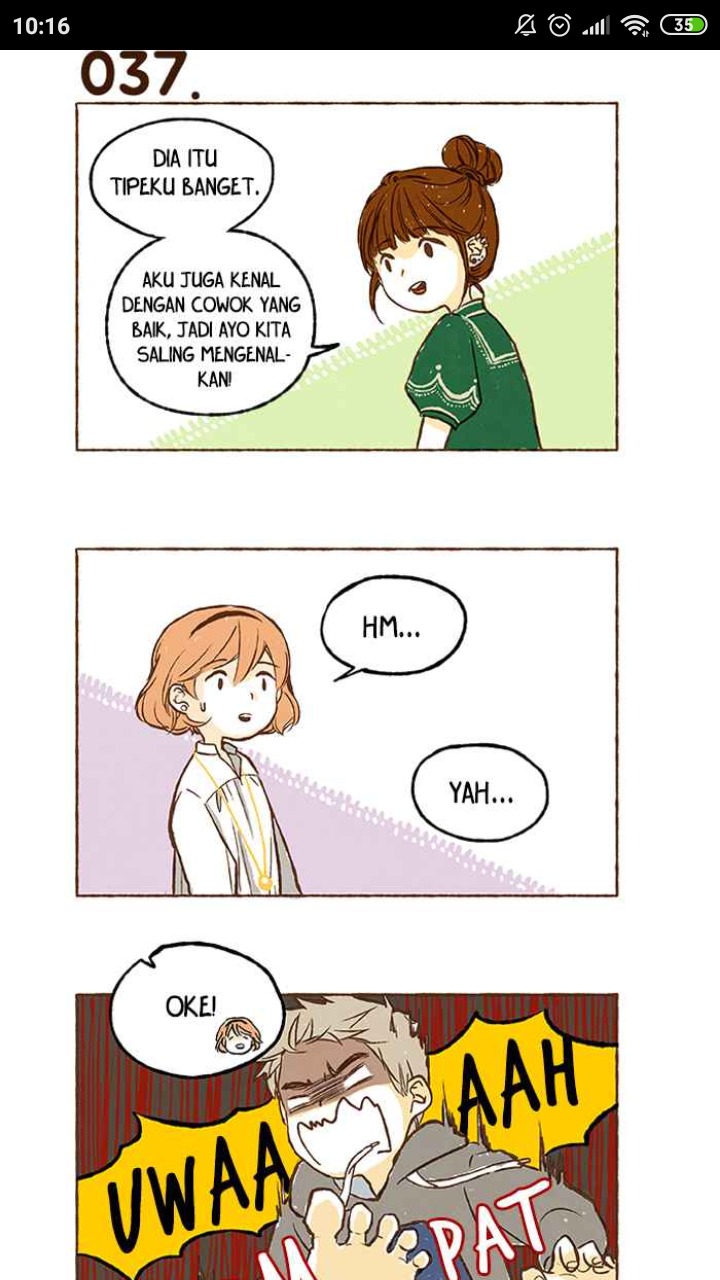 10:16
35
037.
DIA ITU
TIPEKU BANGET.
AKU JUGA KENAL
DENGAN COWOK YANG
BAIK, JADI AYO KITA
SALING MENGENAL-
KAN!
HM...
YAH...
OKE!
UWAA
AAH
PAT